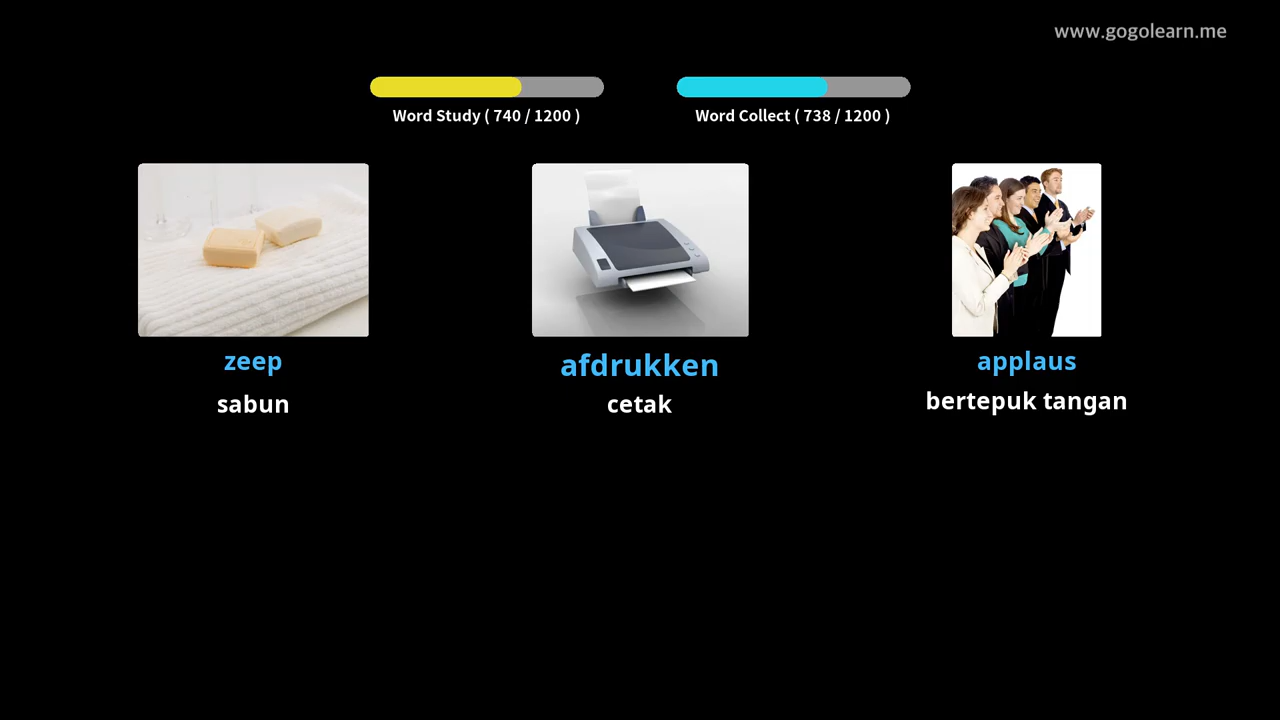 www.gogolearn.me
Word Study ( 740 / 1200 )
Word Collect ( 738 / 1200 )
zeep
afdrukken
applaus
sabun
cetak
bertepuk tangan